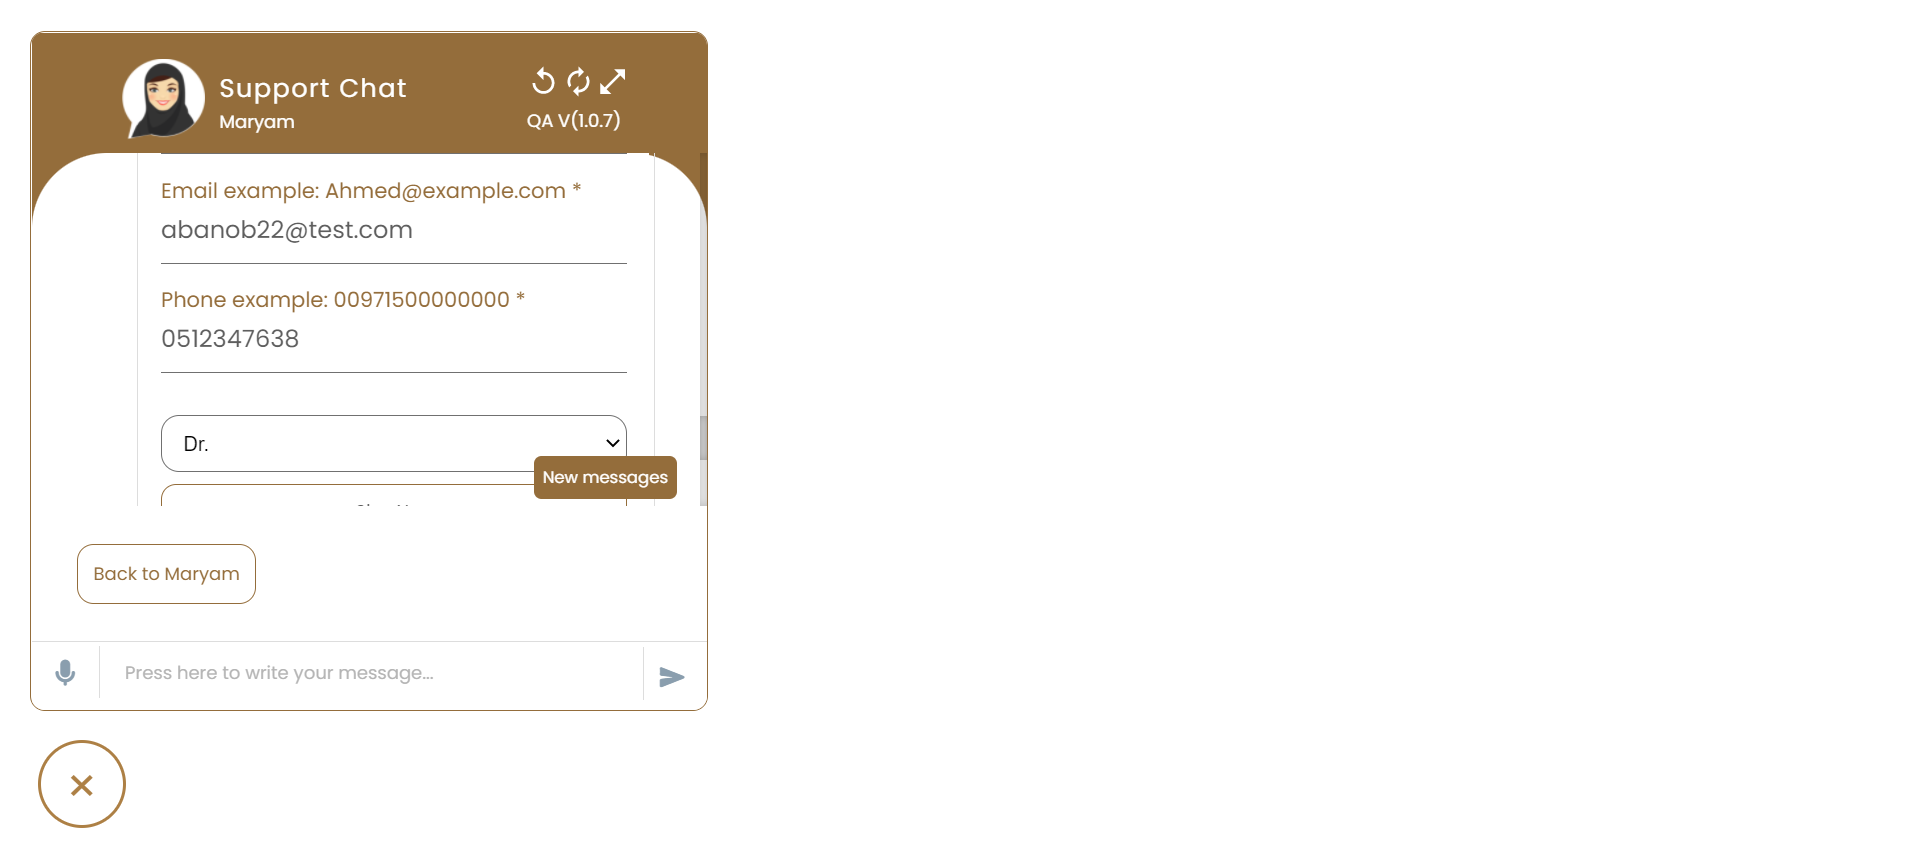 Support Chat
Maryam
QA V(1.0.7)
Email example: Ahmed@example.com *
abanob22@test.com
Phone example: 00971500000000 *
0512347638
Dr.
New messages
Back to Maryam
Press here to write your message...